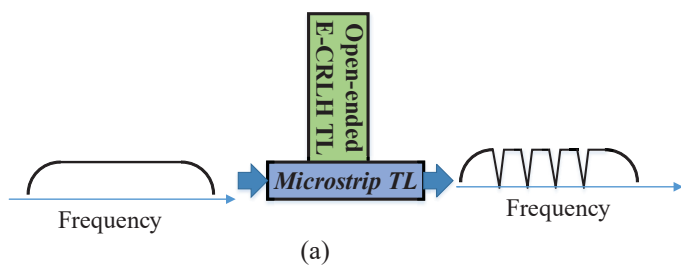 Open-ended
E-CRLH TL
Microstrip TL
Frequency
Frequency
(a)